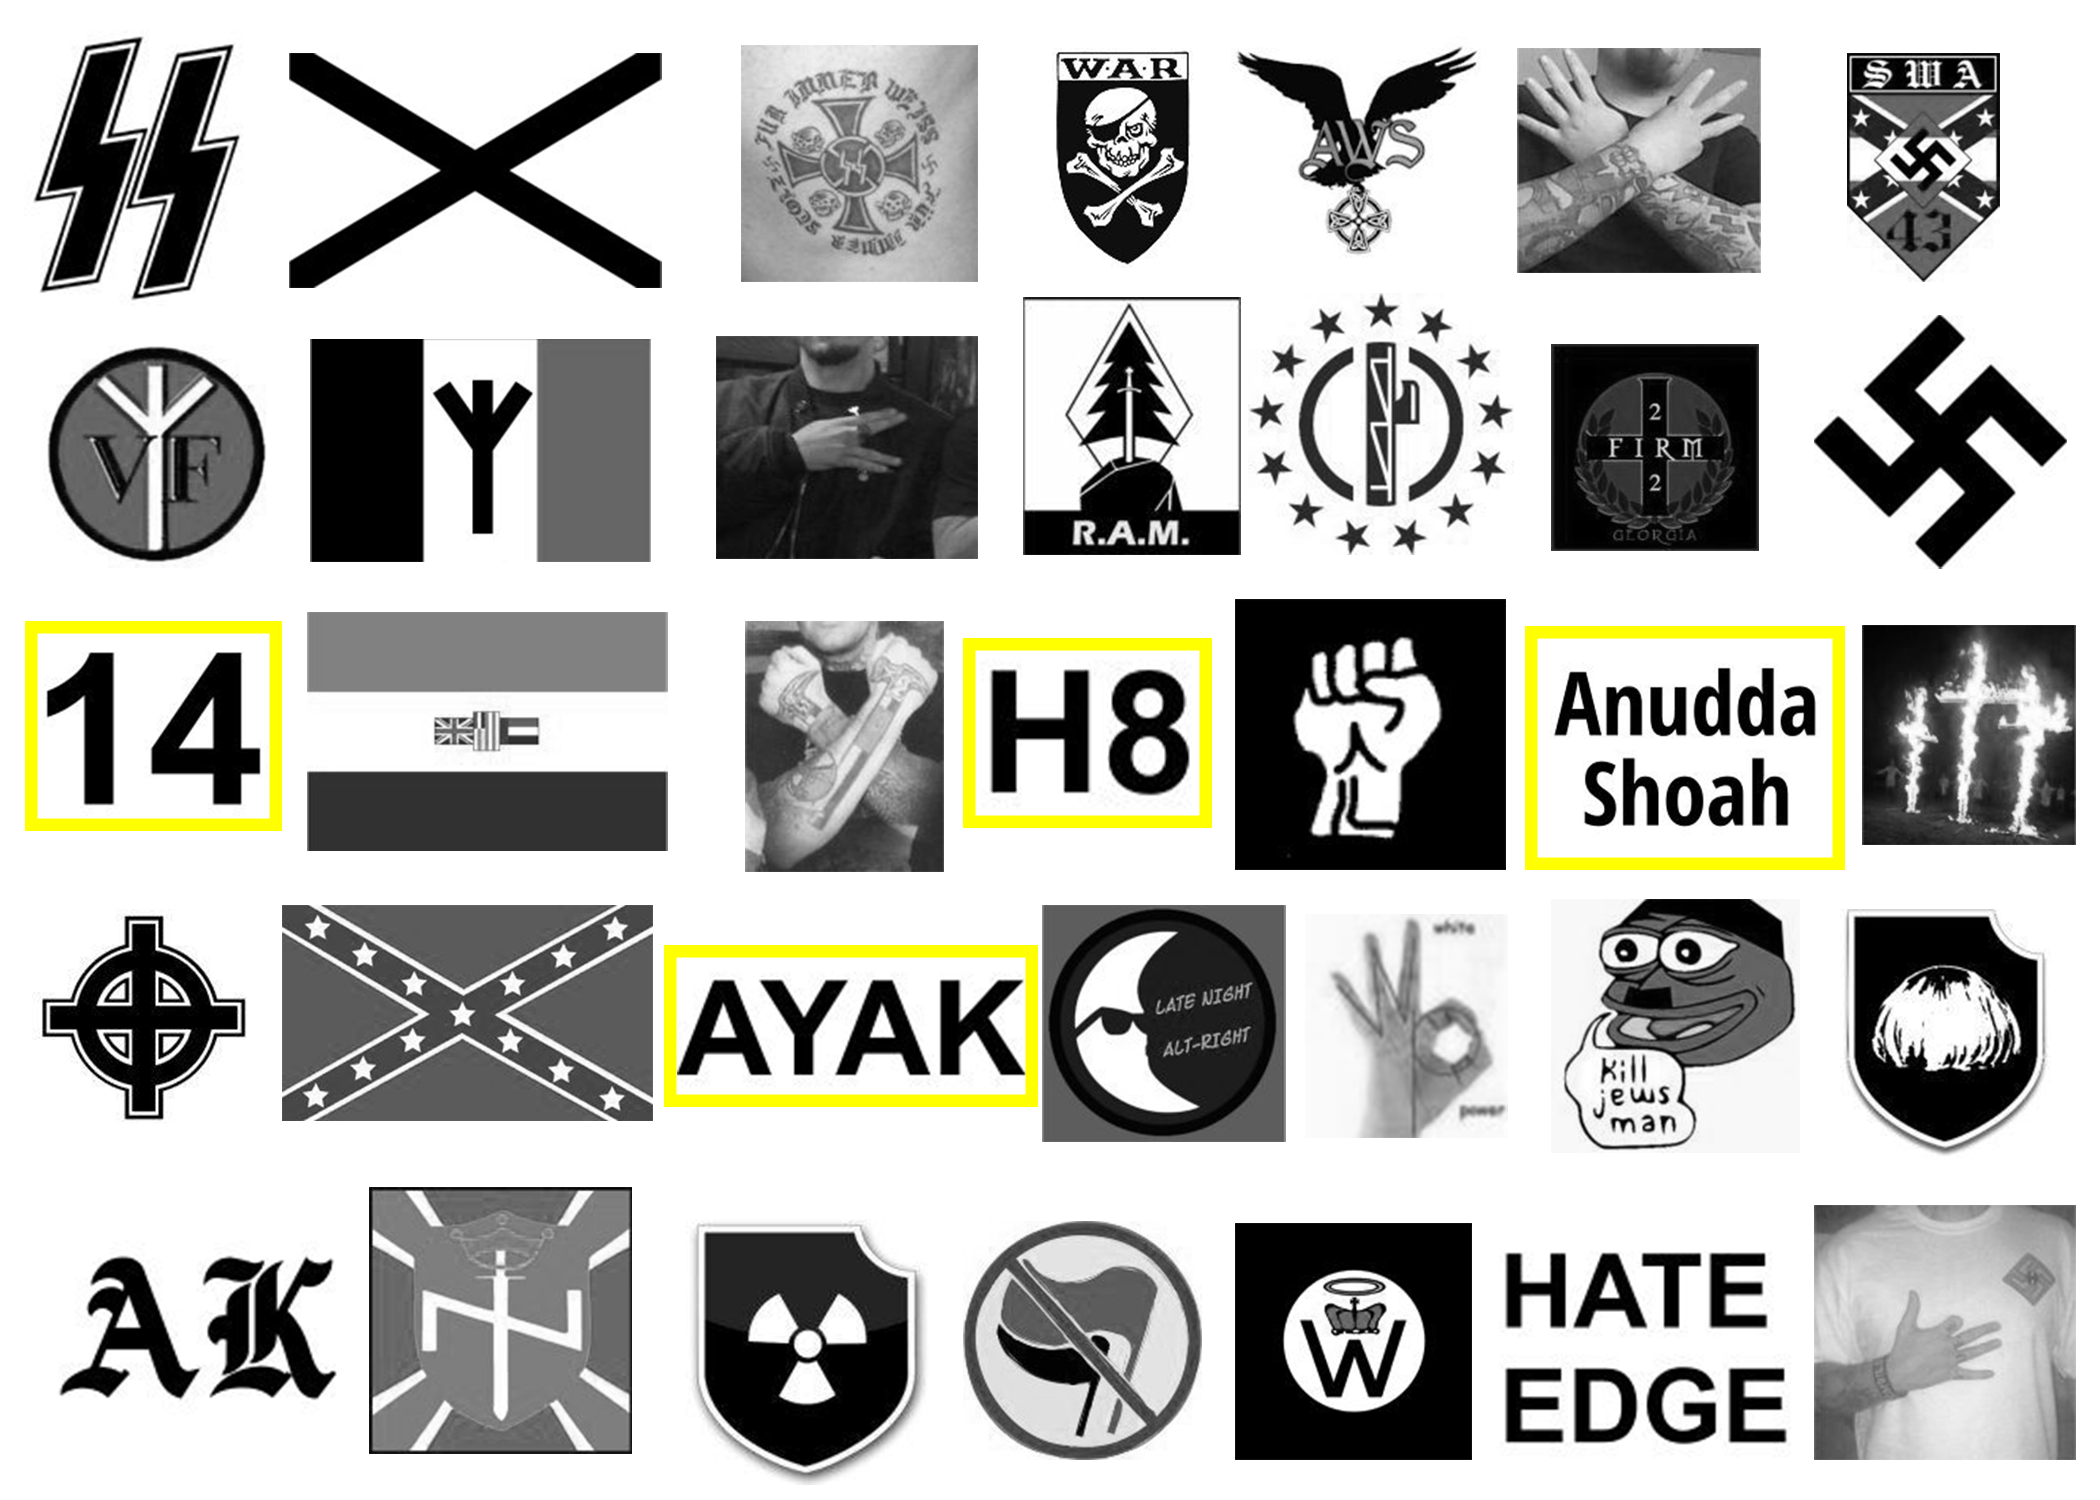 FUR IMMER WEISS
W·A·R
AWS
SWA
43
VF
R.A.M.
2
FIRM
2
GEORGIA
14
H8
Anudda
Shoah
AYAK
LATE NIGHT
ALT-RIGHT
white
power
kill
jews
man
AK
W
HATE
EDGE